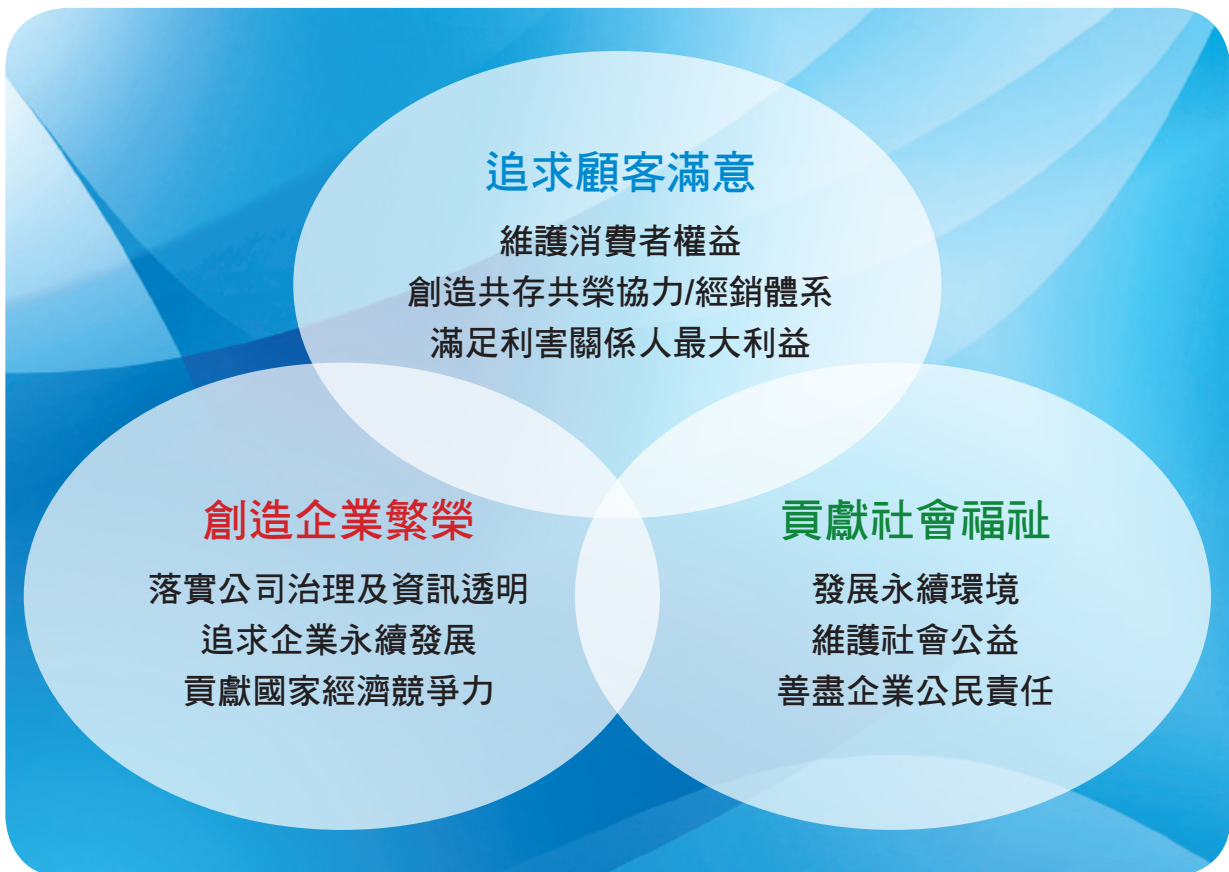 追求顧客滿意
維護消費者權益
創造共存共榮協力/經銷體系
滿足利害關係人最大利益
創造企業繁榮
落實公司治理及資訊透明
追求企業永續發展
貢獻國家經濟競爭力
貢獻社會福祉
發展永續環境
維護社會公益
善盡企業公民責任